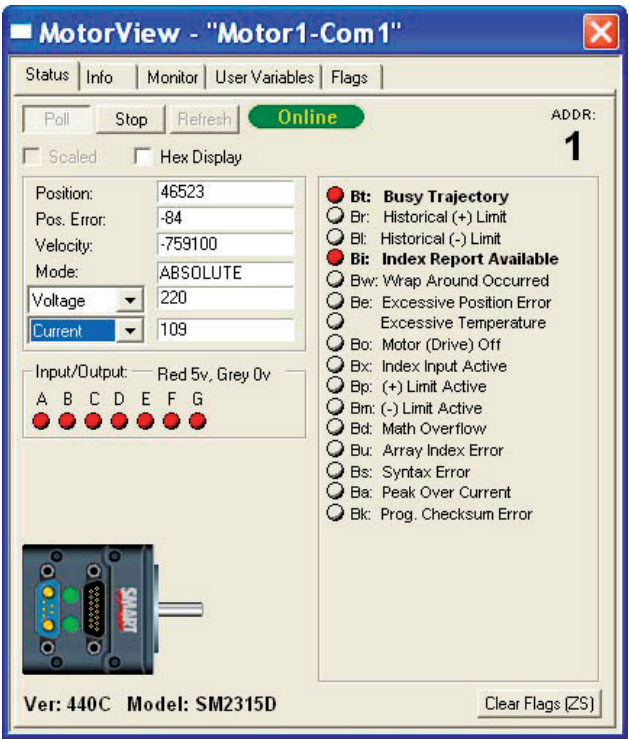 MotorView - "Motor1-Com1"
Status Info Monitor User Variables Flags
Poll Stop Refresh Online
ADDR:
1
Scaled Hex Display
Position: 46523
Pos. Error: -84
Velocity: -759100
Mode: ABSOLUTE
Voltage 220
Current 109
Input/Output: Red 5v, Grey 0v
A B C D E F G
Bt: Busy Trajectory
Br: Historical (+) Limit
Bl: Historical (-) Limit
Bi: Index Report Available
Bw: Wrap Around Occurred
Be: Excessive Position Error
Excessive Temperature
Bo: Motor (Drive) Off
Bx: Index Input Active
Bp: (+) Limit Active
Bm: (-) Limit Active
Bd: Math Overflow
Bu: Array Index Error
Bs: Syntax Error
Ba: Peak Over Current
Bk: Prog. Checksum Error
SMART
Ver: 440C Model: SM2315D
Clear Flags (ZS)